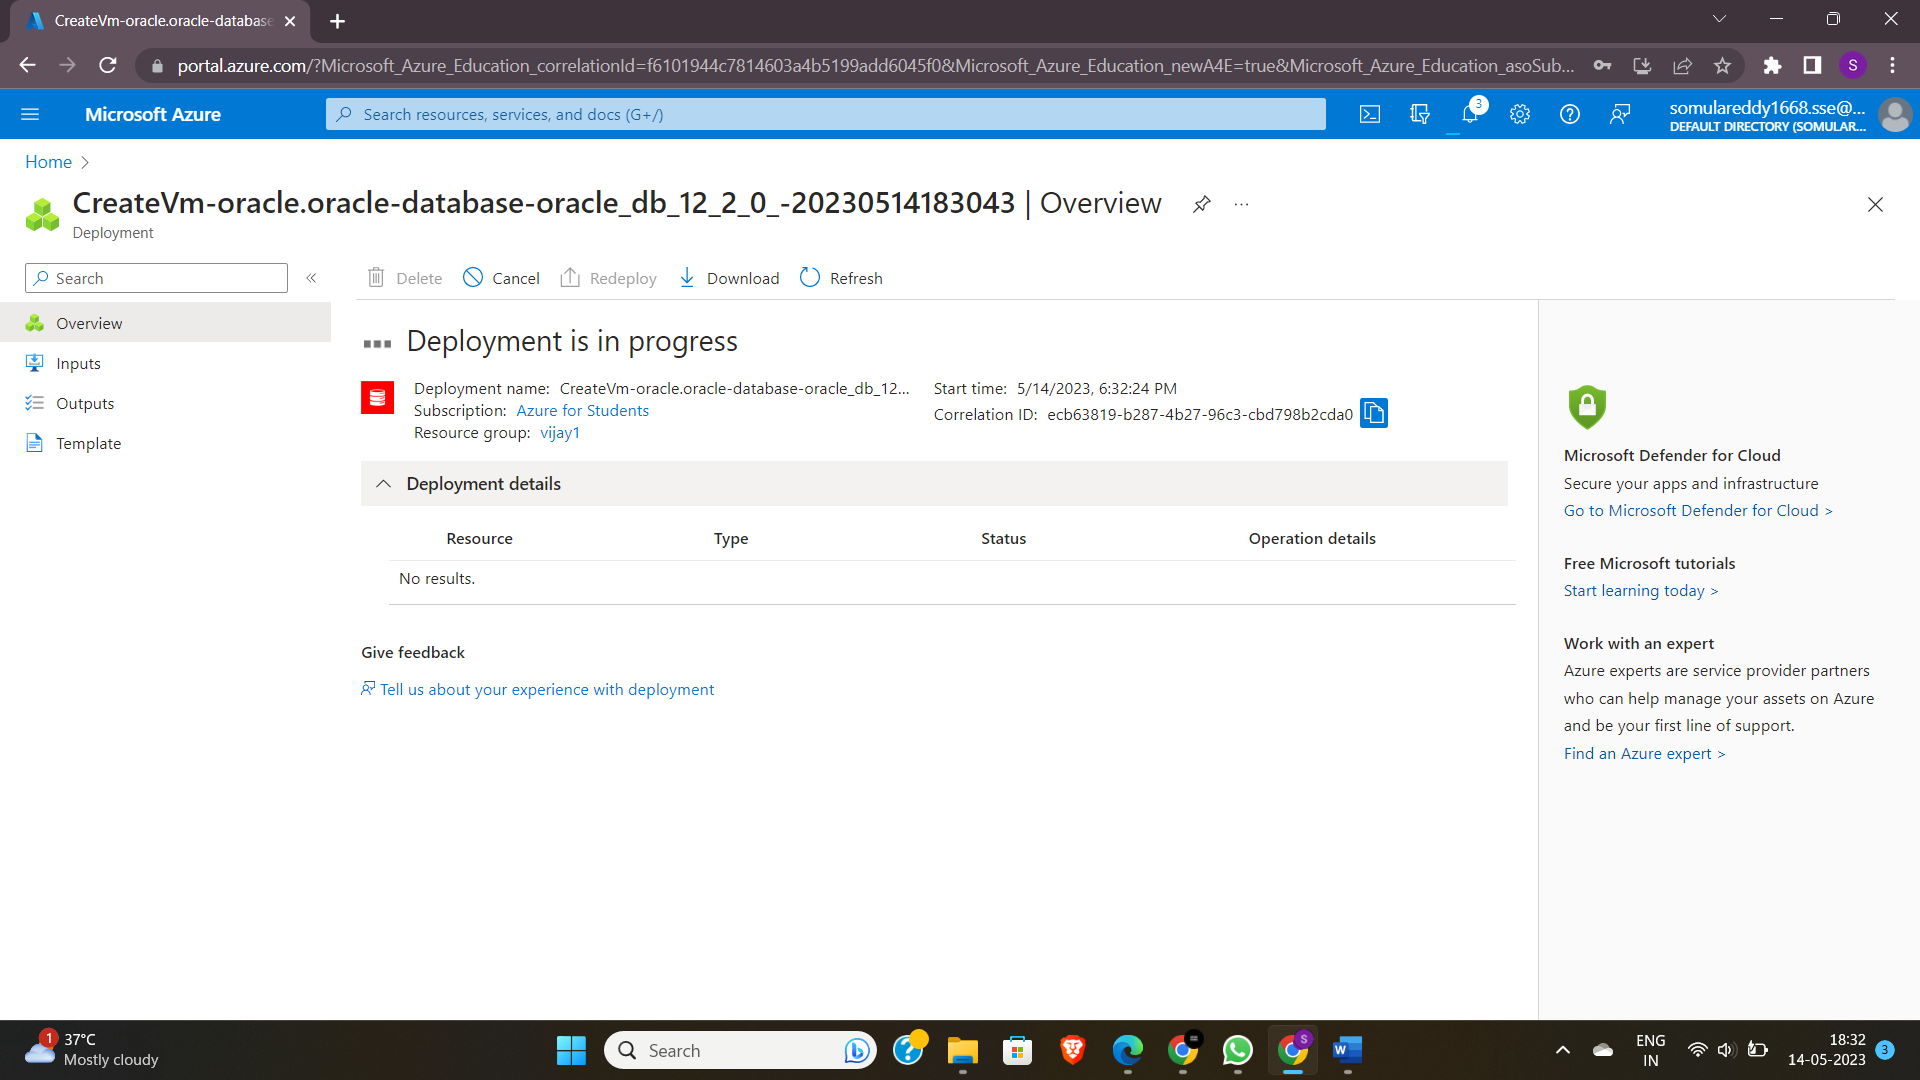 CreateVm-oracle.oracle-database
portal.azure.com/?Microsoft_Azure_Education_correlationId=f6101944c7814603a4b5199add6045f0&Microsoft_Azure_Education_newA4E=true&Microsoft_Azure_Education_asoSub...
S
Microsoft Azure
Search resources, services, and docs (G+/)
3
somulareddy1668.sse@...
DEFAULT DIRECTORY (SOMULAR...
Home
CreateVm-oracle.oracle-database-oracle_db_12_2_0_-20230514183043 | Overview
Deployment
Search
Delete
Cancel
Redeploy
Download
Refresh
Overview
Inputs
Outputs
Template
Deployment is in progress
Deployment name: CreateVm-oracle.oracle-database-oracle_db_12...
Subscription: Azure for Students
Resource group: vijay1
Start time: 5/14/2023, 6:32:24 PM
Correlation ID: ecb63819-b287-4b27-96c3-cbd798b2cda0
Deployment details
Resource Type Status Operation details
No results.
Give feedback
Tell us about your experience with deployment
Microsoft Defender for Cloud
Secure your apps and infrastructure
Go to Microsoft Defender for Cloud >
Free Microsoft tutorials
Start learning today >
Work with an expert
Azure experts are service provider partners
who can help manage your assets on Azure
and be your first line of support.
Find an Azure expert >
1
37°C
Mostly cloudy
Search
S
W
ENG
IN
18:32
14-05-2023
3